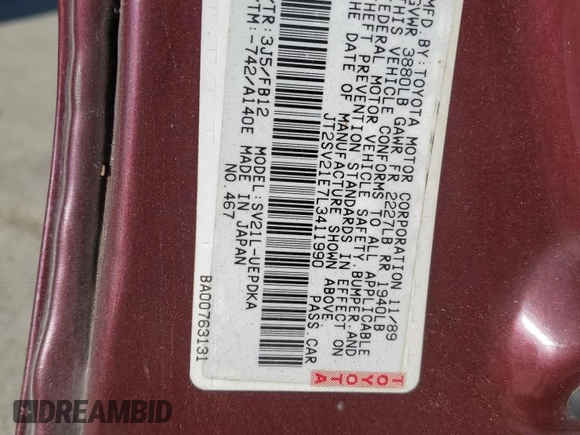 MFD BY:TOYOTA MOTOR CORPORATION 11/89
GVWR 3880LB GAWR FR 2227LB RR 1940LB
THIS VEHICLE CONFORMS TO ALL APPLICABLE
FEDERAL MOTOR VEHICLE SAFETY,BUMPER,AND
THEFT PREVENTION STANDARDS IN EFFECT ON
THE DATE OF MANUFACTURE SHOWN ABOVE
JT2SV21E7L3411990 PASS.CAR
/TR:3J5/FB12 MODEL:SV21L-UEPDKA
/TM:-742/A140E MADE IN JAPAN
NO.467
BA00763131
TOYOTA
TOYOTA
DREAMBID